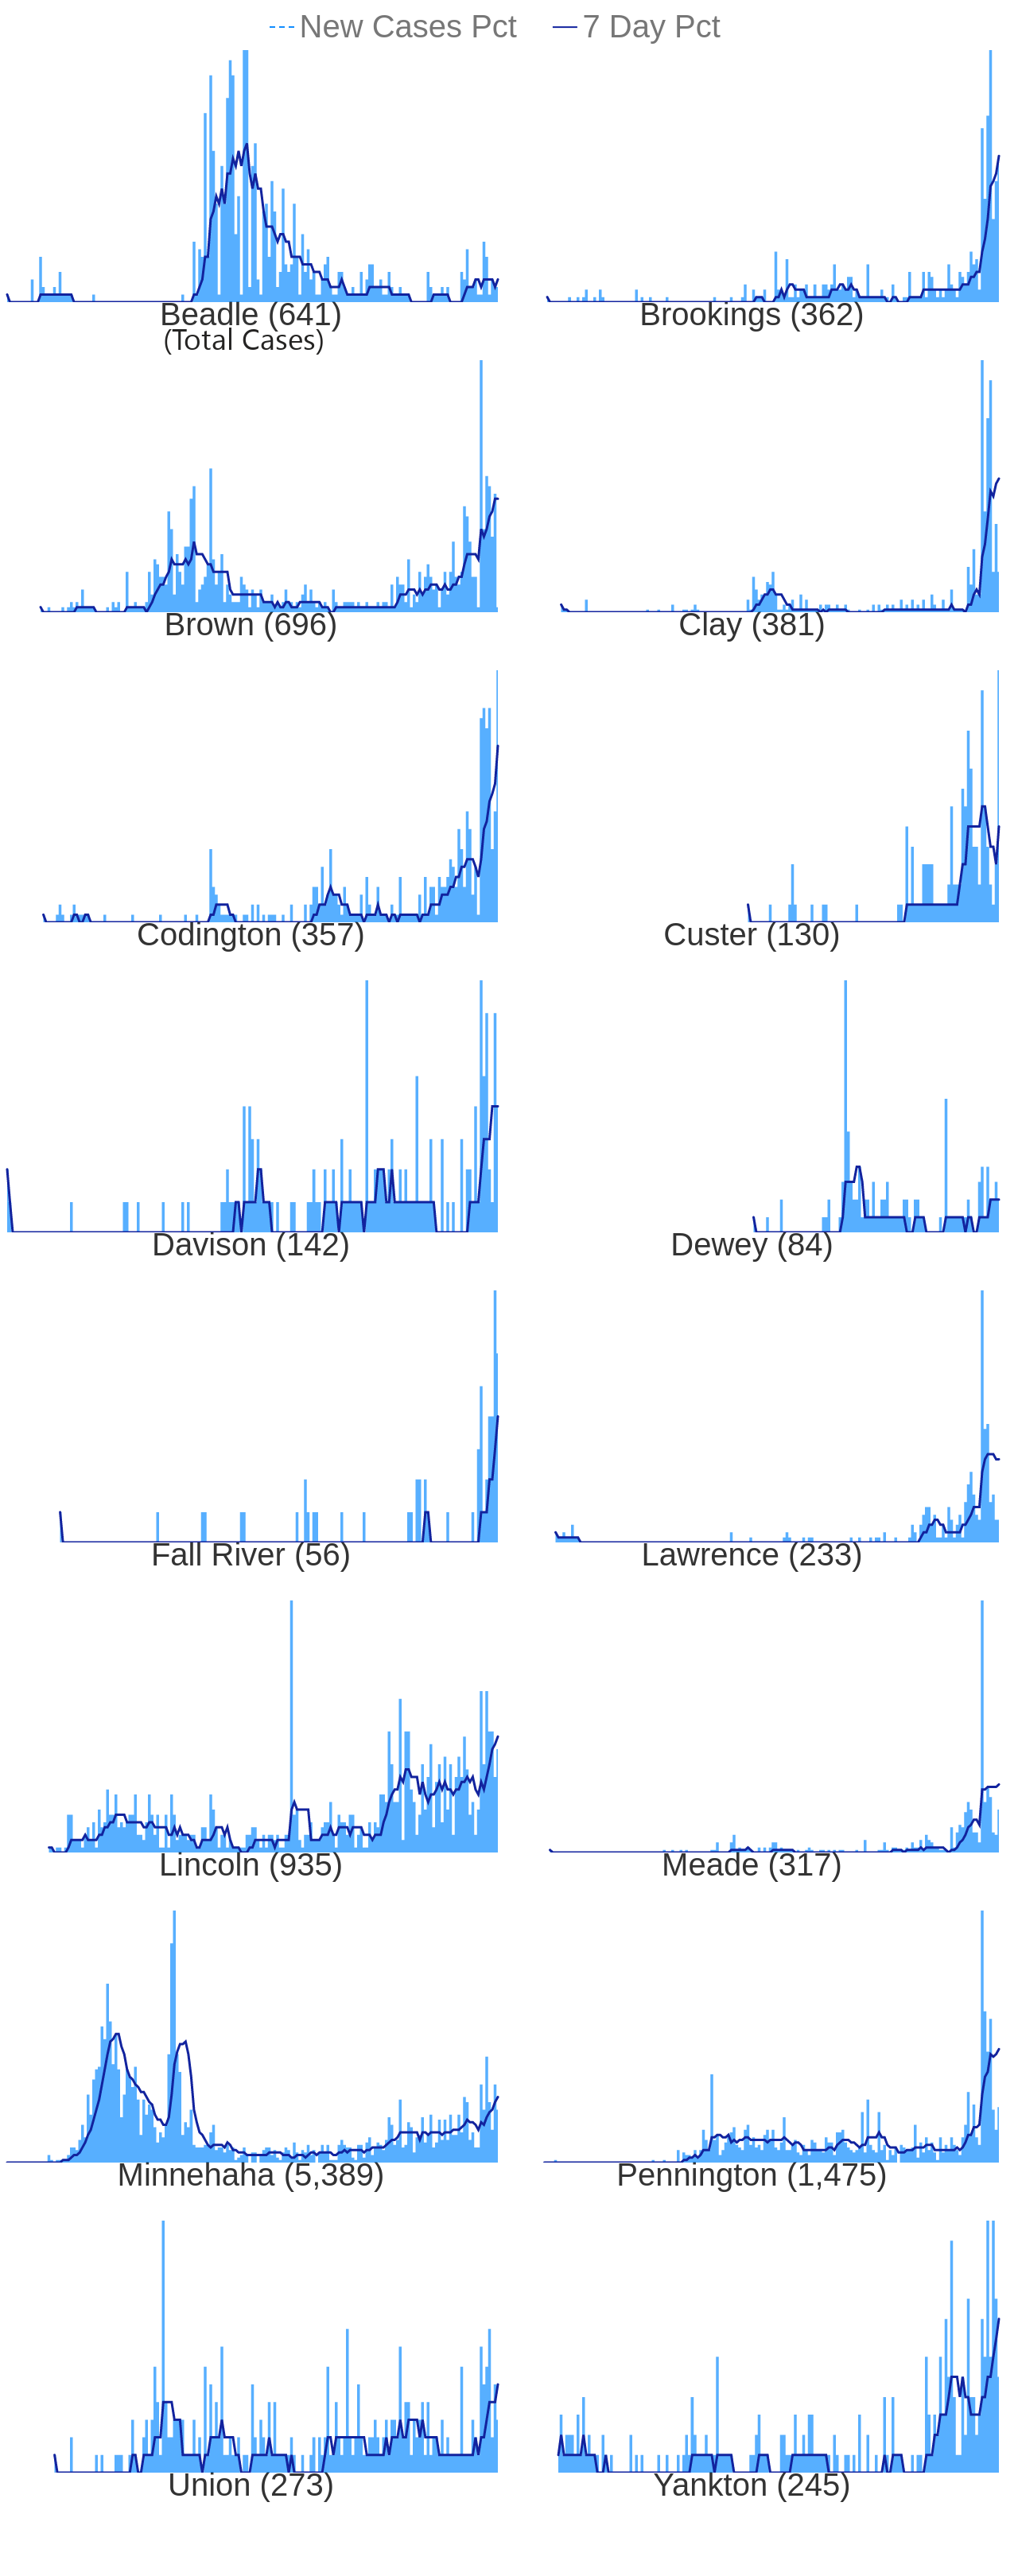 New Cases Pct 7 Day Pct
Beadle (641) Brookings (362)
(Total Cases)
Brown (696) Clay (381)
Codington (357) Custer (130)
Davison (142) Dewey (84)
Fall River (56) Lawrence (233)
Lincoln (935) Meade (317)
Minnehaha (5,389) Pennington (1,475)
Union (273) Yankton (245)